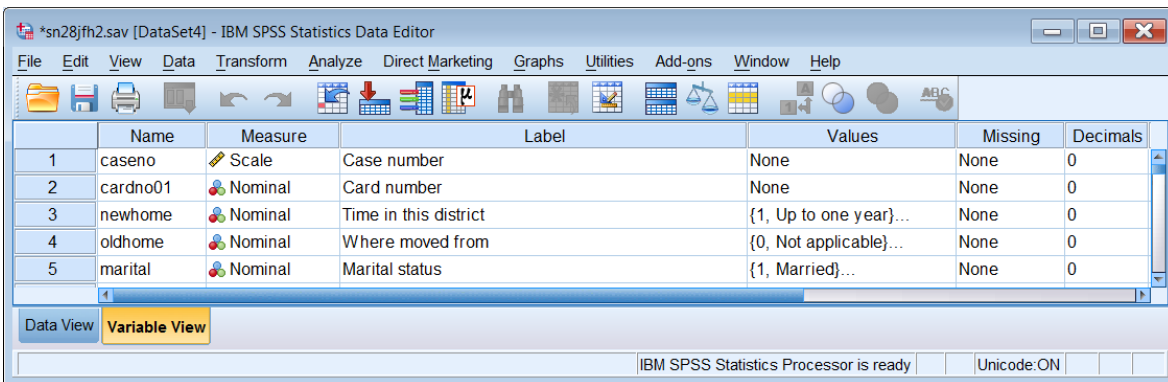 *sn28jfh2.sav [DataSet4] - IBM SPSS Statistics Data Editor
File Edit View Data Transform Analyze Direct Marketing Graphs Utilities Add-ons Window Help
Name Measure Label Values Missing Decimals
1 caseno Scale Case number None None 0
2 cardno01 Nominal Card number None None 0
3 newhome Nominal Time in this district {1, Up to one year}... None 0
4 oldhome Nominal Where moved from {0, Not applicable}... None 0
5 marital Nominal Marital status {1, Married}... None 0
Data View Variable View
IBM SPSS Statistics Processor is ready Unicode:ON